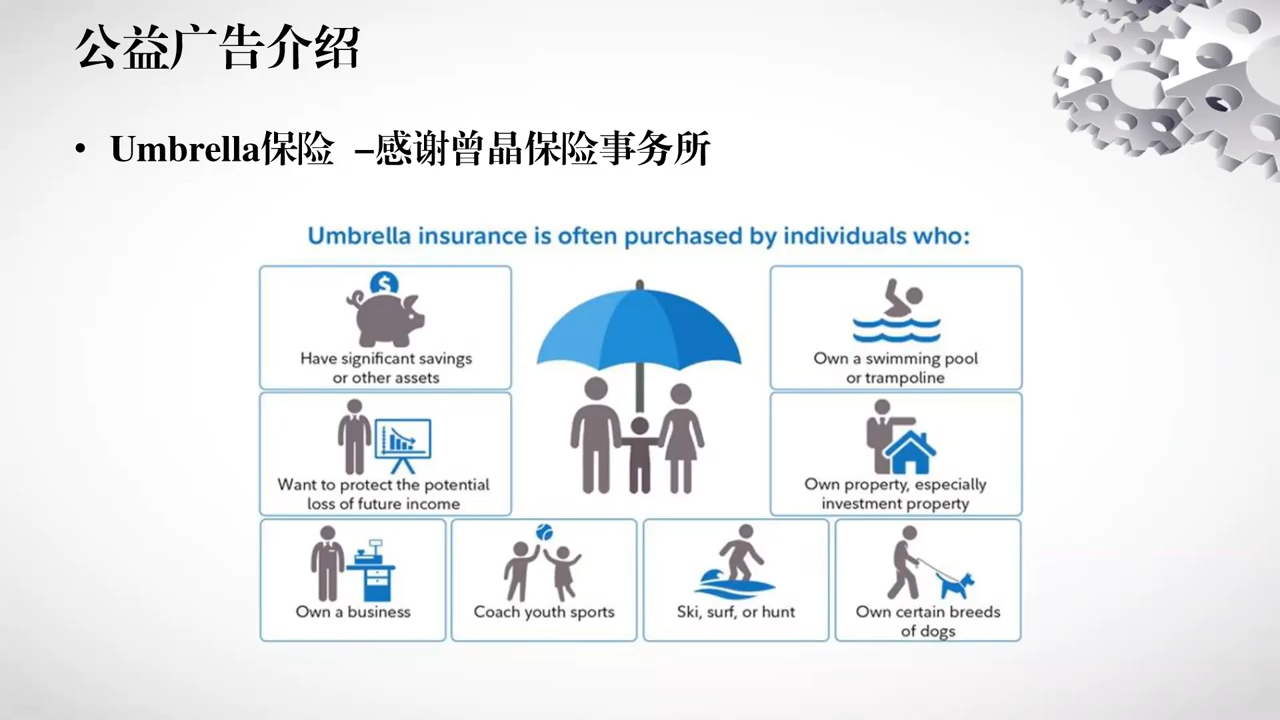 公益广告介绍
• Umbrella保险 –感谢曾晶保险事务所
Umbrella insurance is often purchased by individuals who:
$
Have significant savings
or other assets
Own a swimming pool
or trampoline
Want to protect the potential
loss of future income
Own property, especially
investment property
Own a business
Coach youth sports
Ski, surf, or hunt
Own certain breeds
of dogs